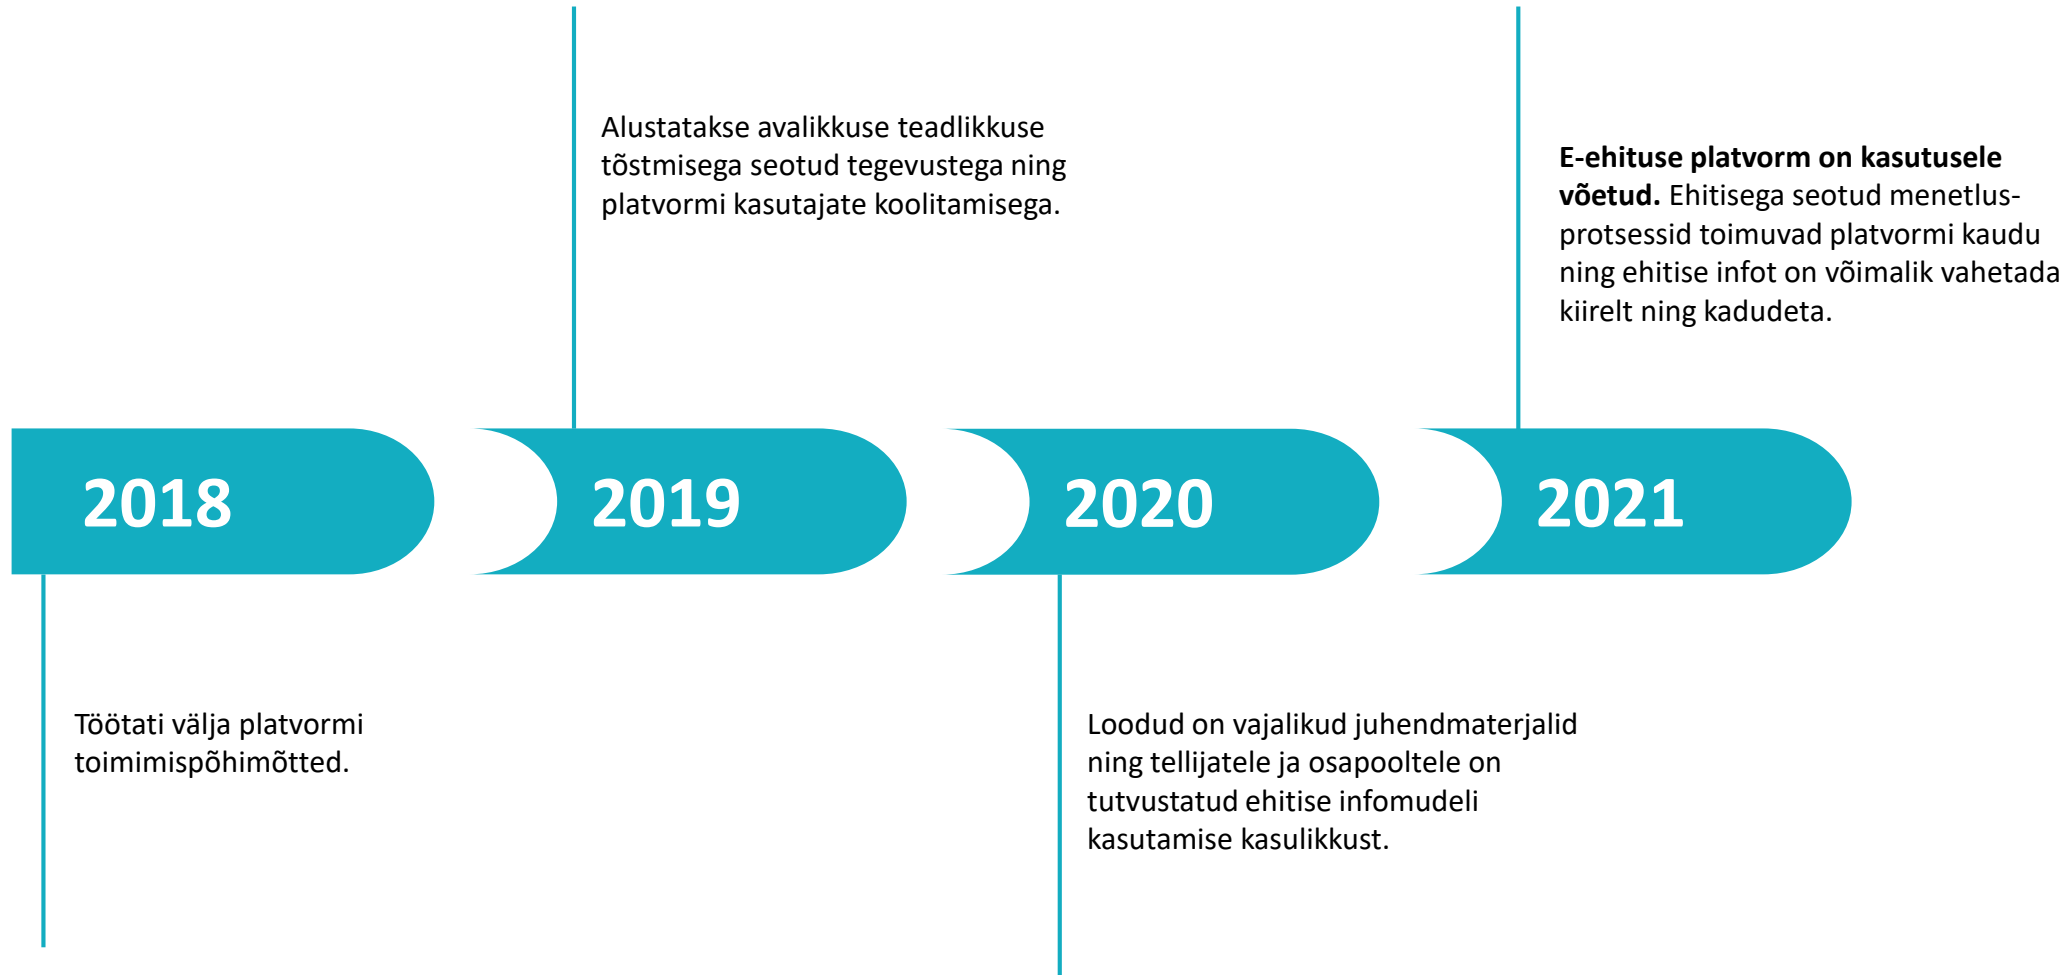 2018
Töötati välja platvormi
toimimispõhimõtted.
2019
Alustatakse avalikkuse teadlikkuse
tõstmisega seotud tegevustega ning
platvormi kasutajate koolitamisega.
2020
Loodud on vajalikud juhendmaterjalid
ning tellijatele ja osapooltele on
tutvustatud ehitise infomudeli
kasutamise kasulikkust.
2021
E-ehituse platvorm on kasutusele
võetud. Ehitisega seotud menetlus-
protsessid toimuvad platvormi kaudu
ning ehitise infot on võimalik vahetada
kiirelt ning kadudeta.